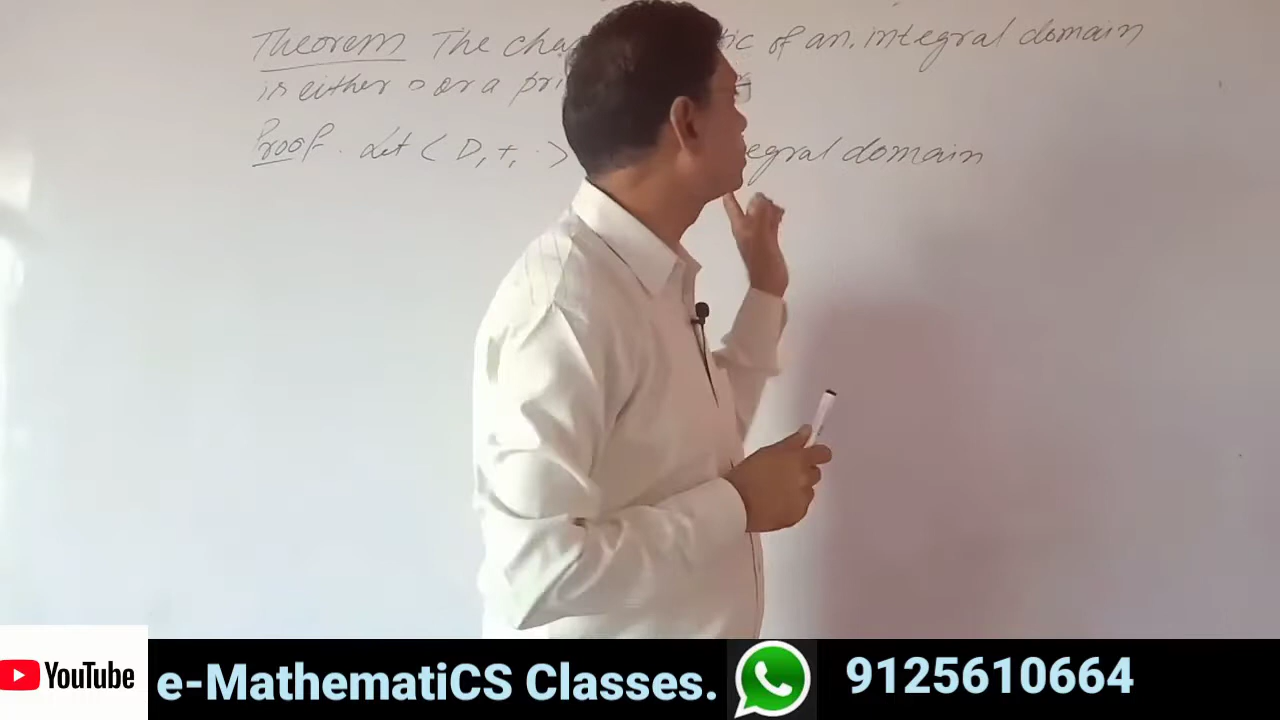 Theorem The cha tic of an integral domain
is either 0 or a pri
Proof. Let (D, +, ·) egral domain
YouTube
e-MathematiCS Classes.
9125610664